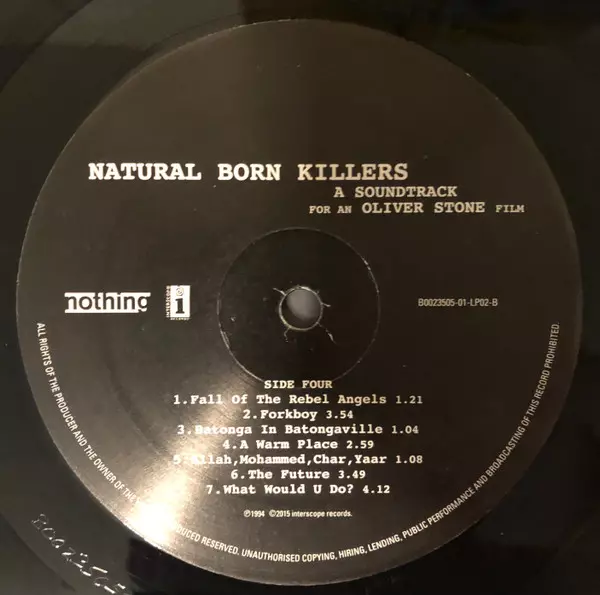 NATURAL BORN KILLERS
A SOUNDTRACK
FOR AN OLIVER STONE FILM
nothing
i
B0023505-01-LP02-B
SIDE FOUR
1.Fall Of The Rebel Angels 1.21
2.Forkboy 3.54
3.Batonga In Batongaville 1.04
4.A Warm Place 2.59
5.Allah,Mohammed,Char,Yaar 1.08
6.The Future 3.49
7.What Would U Do? 4.12
℗1994 ©2015 interscope records.
ALL RIGHTS OF THE PRODUCER AND THE OWNER OF THE RESERVED. UNAUTHORISED COPYING, HIRING, LENDING, PUBLIC PERFORMANCE AND BROADCASTING OF THIS RECORD PROHIBITED